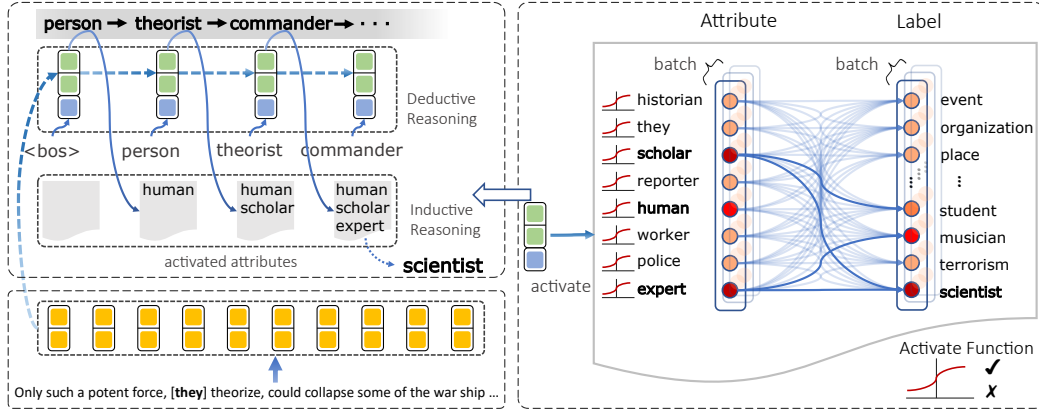 person → theorist → commander → · · ·
Deductive
Reasoning
<bos>
person
theorist
commander
human
human
scholar
human
scholar
expert
Inductive
Reasoning
activated attributes
scientist
Only such a potent force, [they] theorize, could collapse some of the war ship ...
activate
Attribute
Label
batch
batch
historian
they
scholar
reporter
human
worker
police
expert
event
organization
place
...
student
musician
terrorism
scientist
Activate Function
✓
✗